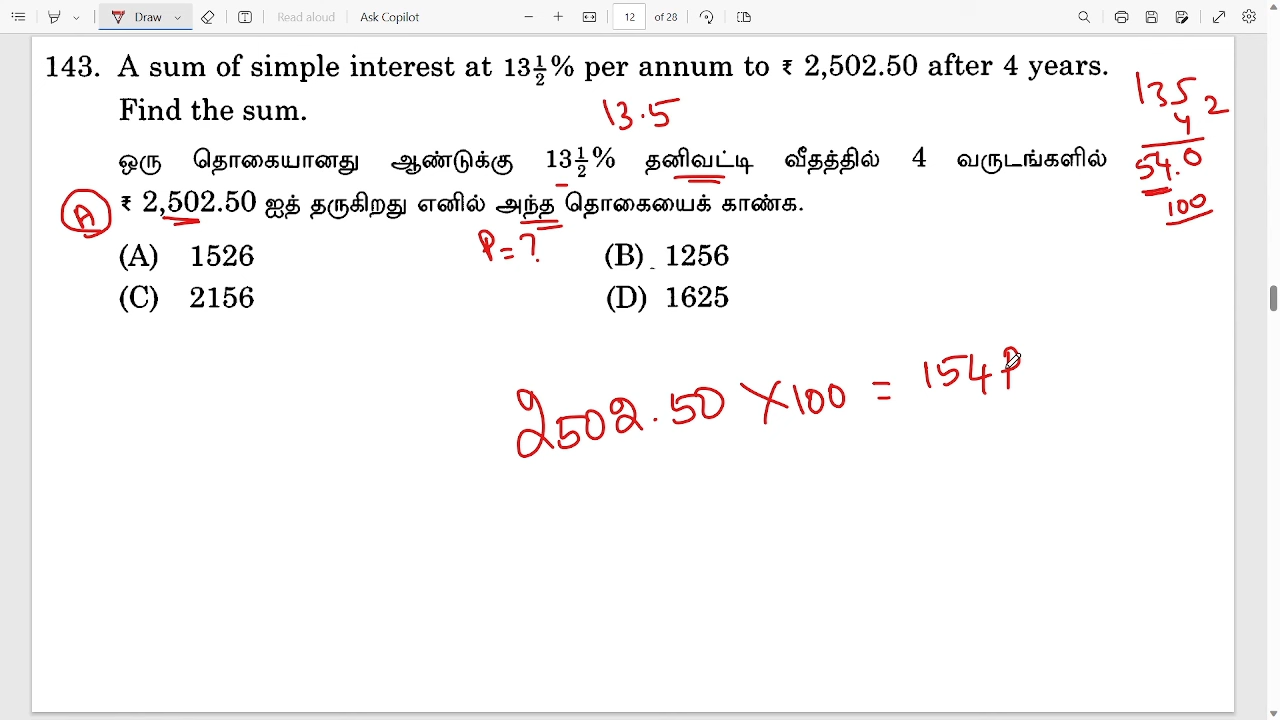 Draw Read aloud Ask Copilot 12 of 28
143. A sum of simple interest at 13½% per annum to ₹ 2,502.50 after 4 years.
Find the sum.
13.5
ஒரு தொகையானது ஆண்டுக்கு 13½% தனிவட்டி வீதத்தில் 4 வருடங்களில்
₹ 2,502.50 ஐத் தருகிறது எனில் அந்த தொகையைக் காண்க.
A
135 2
4
54.0
100
P = ?
(A) 1526 (B) 1256
(C) 2156 (D) 1625
2502.50 × 100 = 154 P